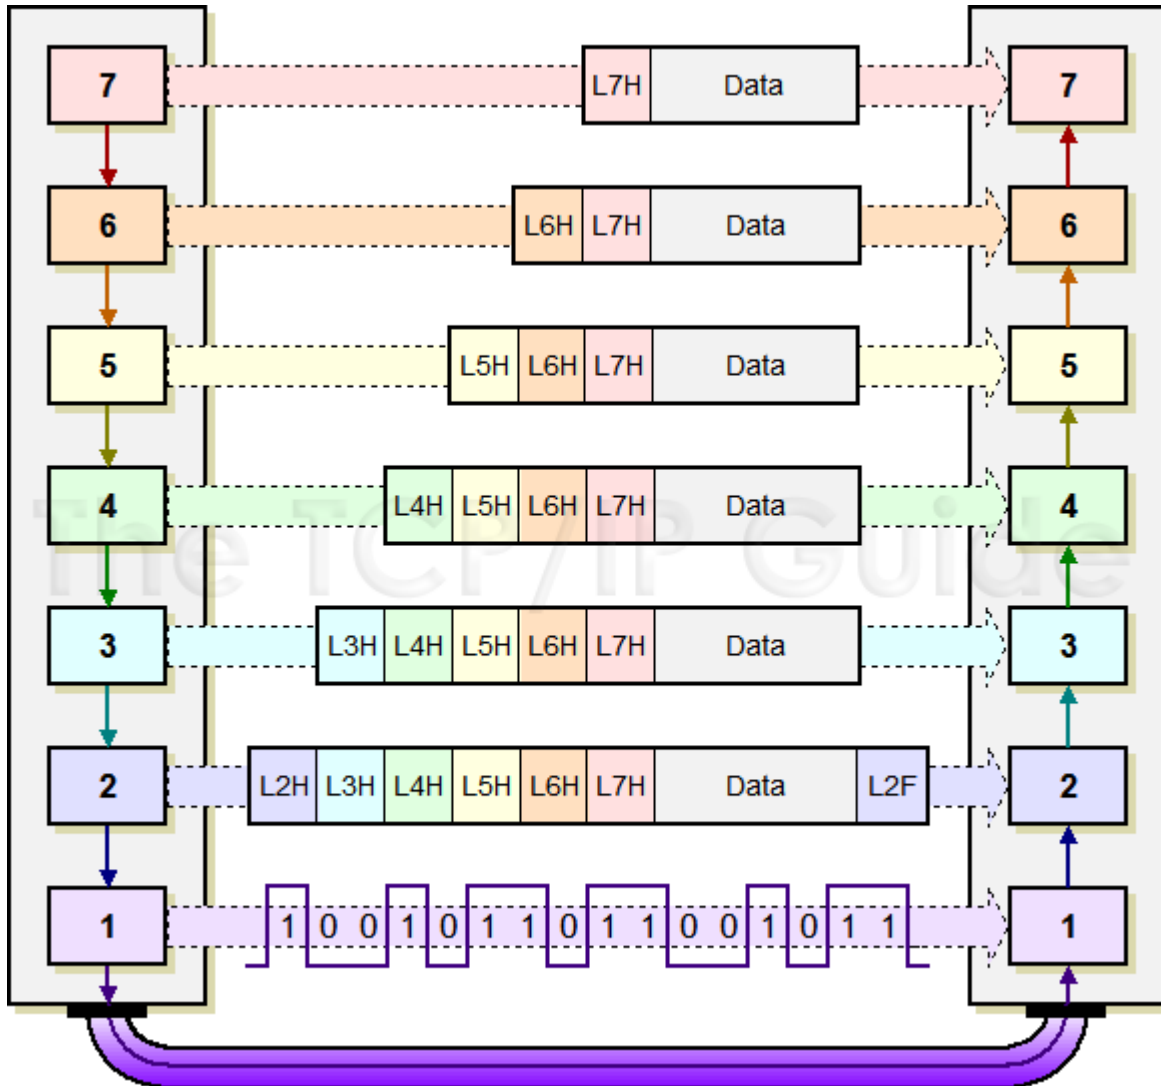 7 L7H Data 7
6 L6H L7H Data 6
5 L5H L6H L7H Data 5
4 L4H L5H L6H L7H Data 4
The TCP/IP Guide
3 L3H L4H L5H L6H L7H Data 3
2 L2H L3H L4H L5H L6H L7H Data L2F 2
1 1 0 0 1 0 1 1 0 1 1 0 0 1 0 1 1 1